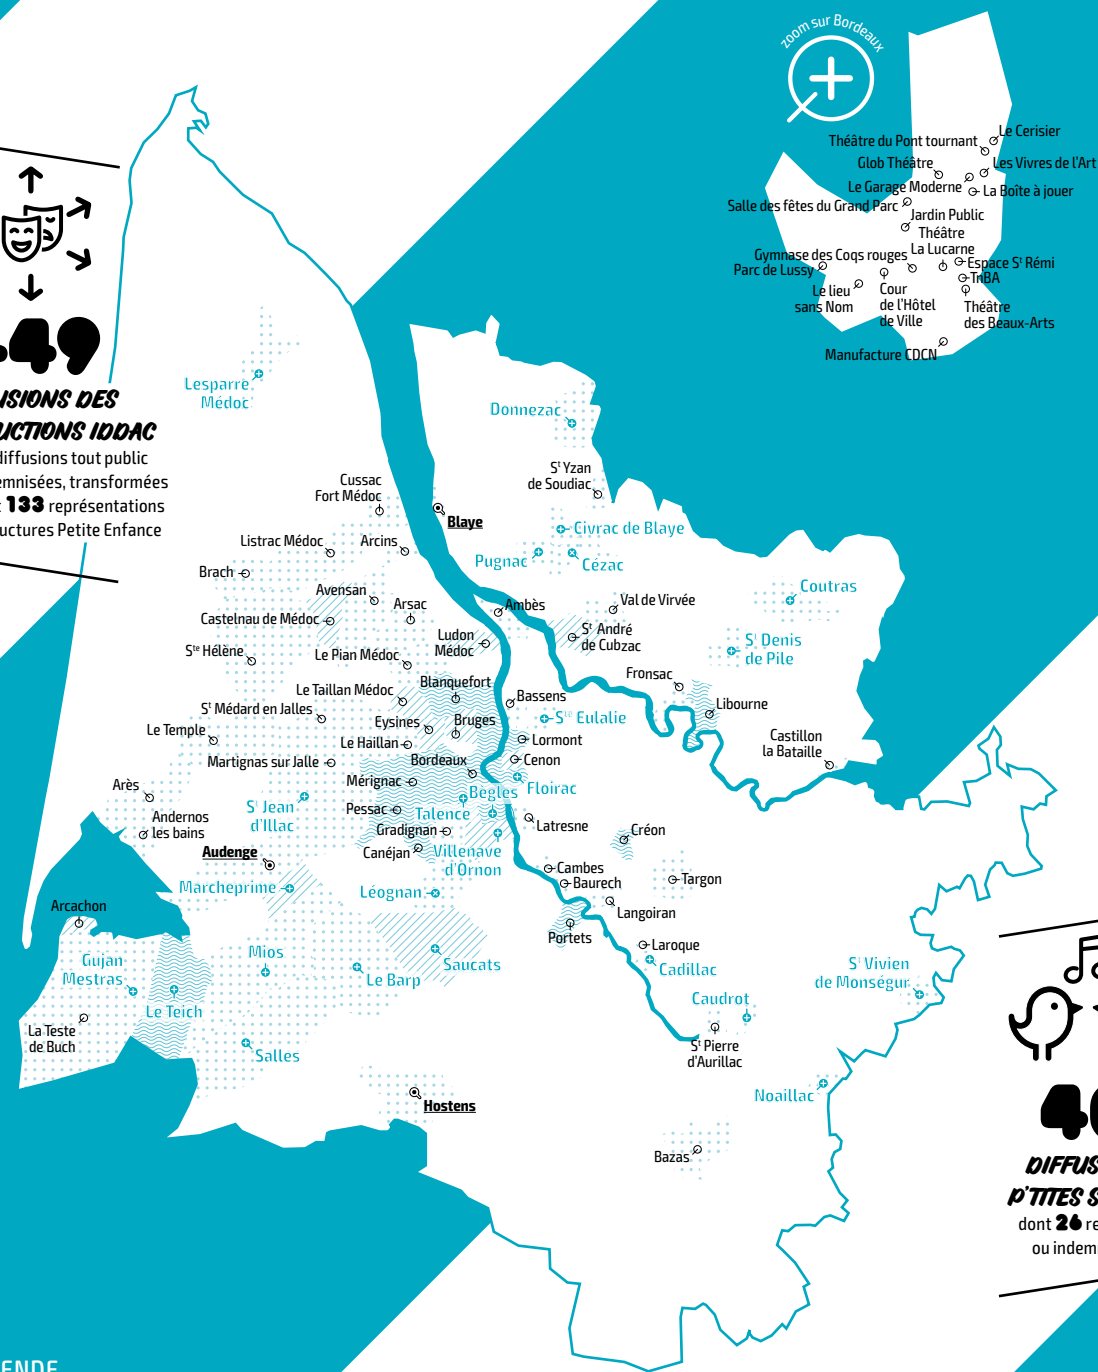 zoom sur Bordeaux
Le Cerisier
Théâtre du Pont tournant
Les Vivres de l'Art
Glob Théâtre
Le Garage Moderne
La Boîte à jouer
Salle des fêtes du Grand Parc
Jardin Public
Théâtre
La Lucarne
Gymnase des Coqs rouges
Espace Sᵗ Rémi
Parc de Lussy
TnBA
Le lieu
sans Nom
Cour
de l'Hôtel
de Ville
Théâtre
des Beaux-Arts
Manufacture CDCN
49
diffusions tout public
133 représentations
Petite Enfance
Lesparre
Médoc
Donnezac
Sᵗ Yzan
de Soudiac
Cussac
Fort Médoc
Blaye
Civrac de Blaye
Listrac Médoc
Arcins
Pugnac
Cézac
Brach
Coutras
Avensan
Arsac
Ambès
Val de Virvée
Castelnau de Médoc
Ludon
Médoc
Sᵗ André
de Cubzac
Sᵗ Denis
de Pile
Sᵗᵉ Hélène
Le Pian Médoc
Fronsac
Blanquefort
Le Taillan Médoc
Bassens
Libourne
Sᵗ Médard en Jalles
Eysines
Bruges
Sᵗᵉ Eulalie
Le Temple
Le Haillan
Lormont
Castillon
la Bataille
Martignas sur Jalle
Bordeaux
Cenon
Arès
Mérignac
Bègles
Floirac
Sᵗ Jean
d'Illac
Pessac
Talence
Andernos
les bains
Gradignan
Latresne
Créon
Audenge
Canéjan
Villenave
d'Ornon
Cambes
Marcheprime
Léognan
Baurech
Targon
Arcachon
Langoiran
Portets
Laroque
Gujan
Mestras
Mios
Saucats
Cadillac
Sᵗ Vivien
de Monségur
Le Barp
Le Teich
Caudrot
La Teste
de Buch
Salles
Sᵗ Pierre
d'Aurillac
Noaillac
Hostens
Bazas
DIFFUS
P'TITES S
dont 26 re
ou indem
ENDE